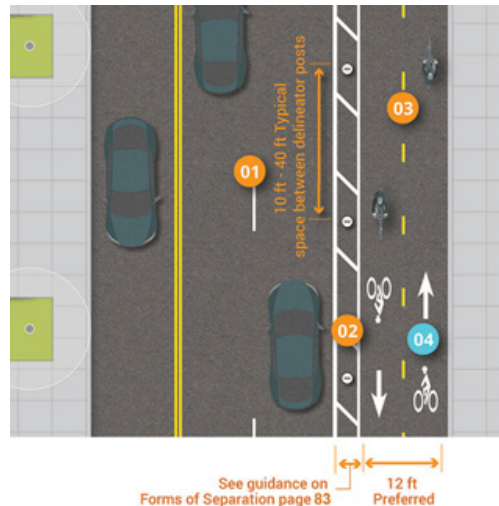 03
10 ft - 40 ft Typical
space between delineator posts
01
02
04
See guidance on
Forms of Separation page 83
12 ft
Preferred